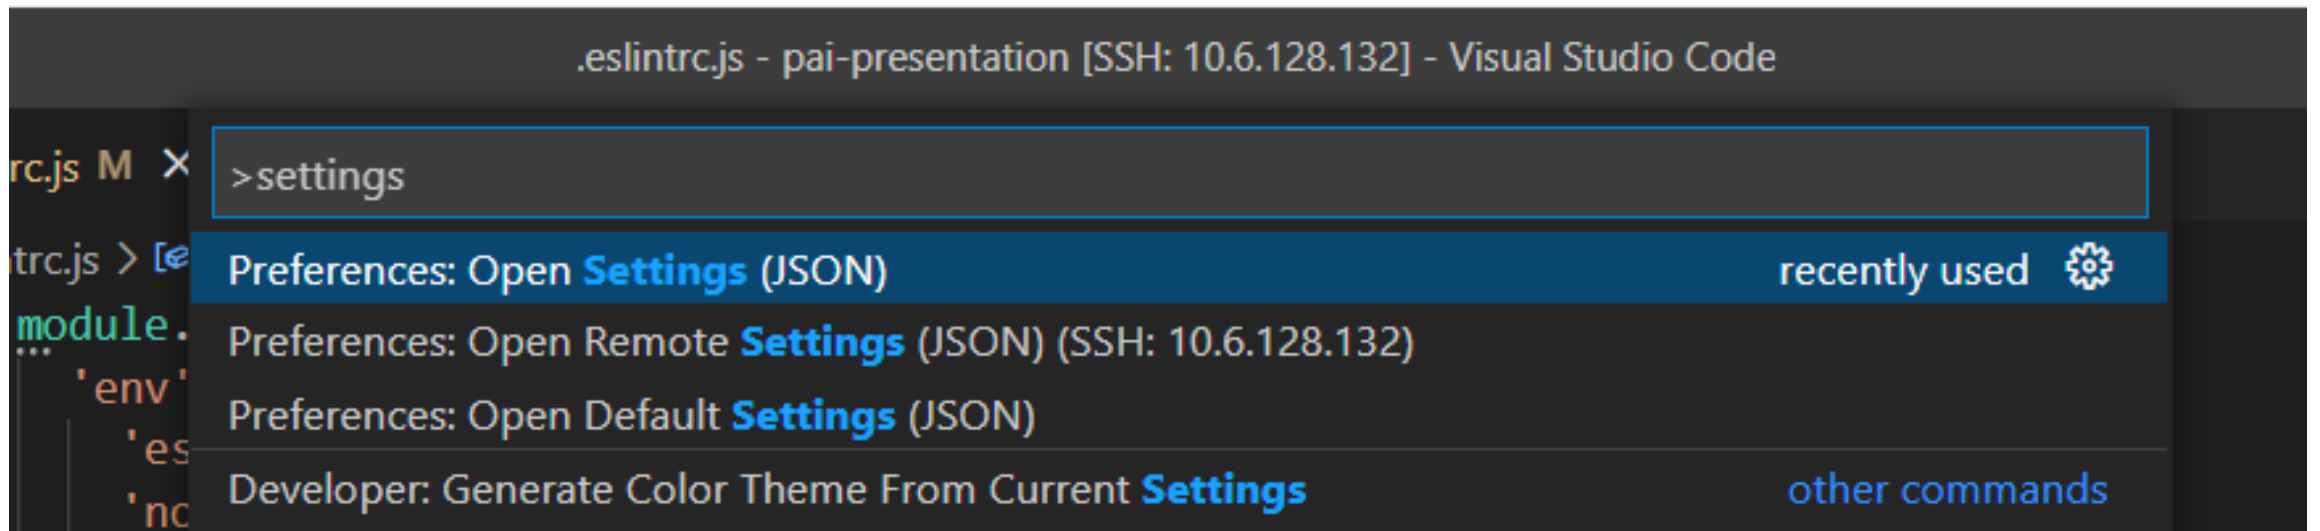 .eslintrc.js - pai-presentation [SSH: 10.6.128.132] - Visual Studio Code
rc.js M
>settings
trc.js >
Preferences: Open Settings (JSON) recently used
module.
Preferences: Open Remote Settings (JSON) (SSH: 10.6.128.132)
'env'
Preferences: Open Default Settings (JSON)
'es
Developer: Generate Color Theme From Current Settings other commands